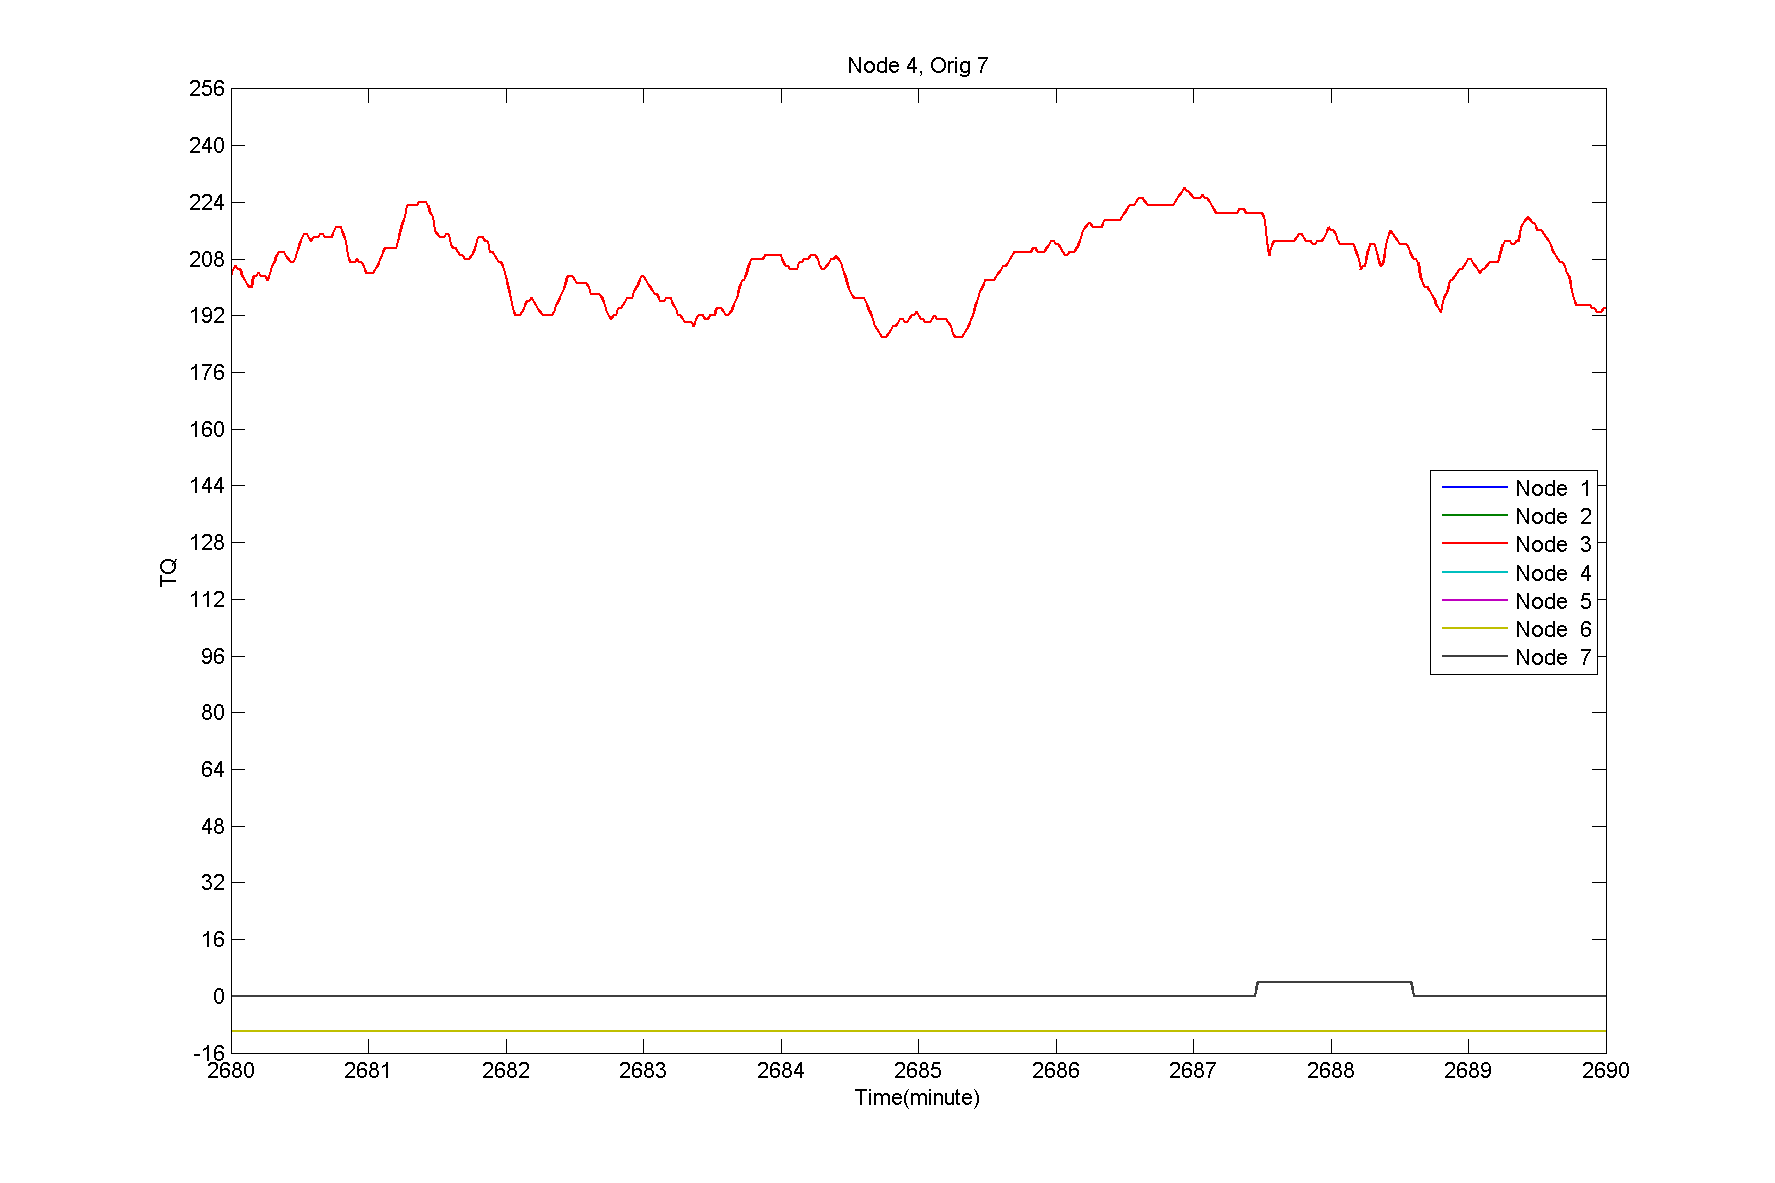 Node 4, Orig 7
256
240
224
208
192
176
160
144
128
112
96
80
64
48
32
16
0
-16
TQ
Node 1
Node 2
Node 3
Node 4
Node 5
Node 6
Node 7
2680 2681 2682 2683 2684 2685 2686 2687 2688 2689 2690
Time(minute)